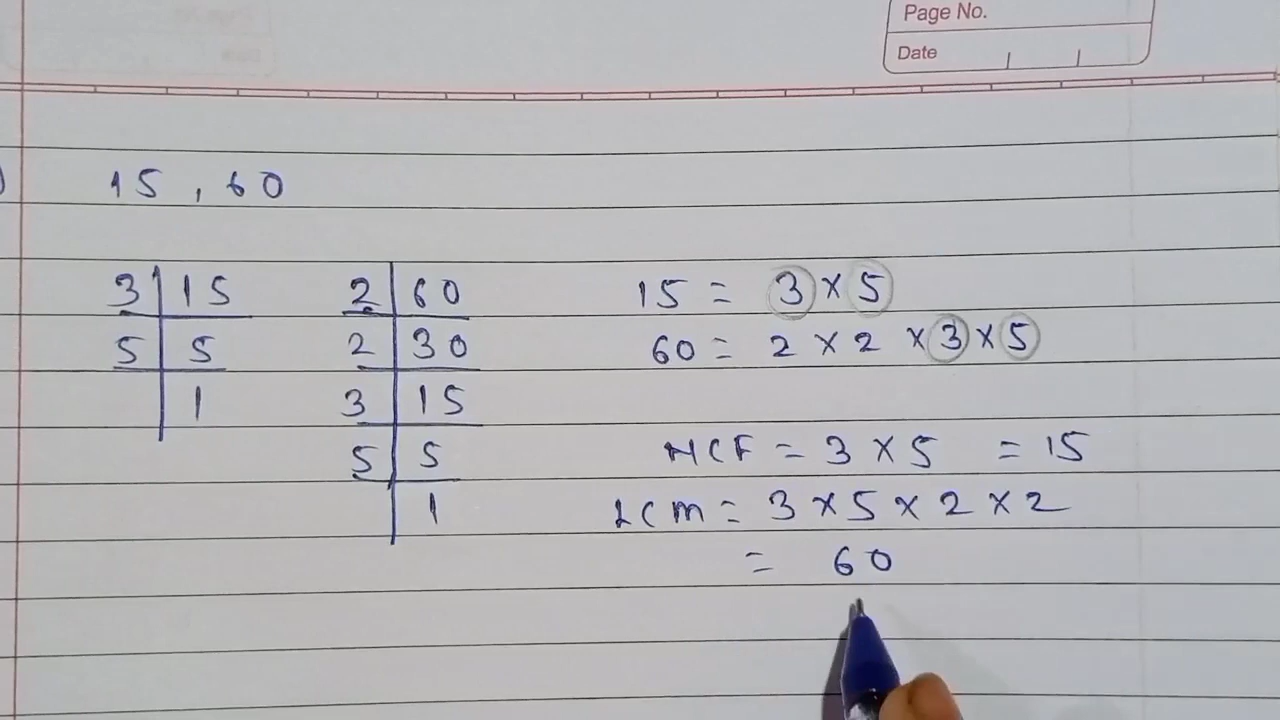 Page No.
Date
15 , 60
3 | 15
5 | 5
1
2 | 60
2 | 30
3 | 15
5 | 5
1
15 = 3 × 5
60 = 2 × 2 × 3 × 5
HCF = 3 × 5 = 15
LCM = 3 × 5 × 2 × 2
= 60